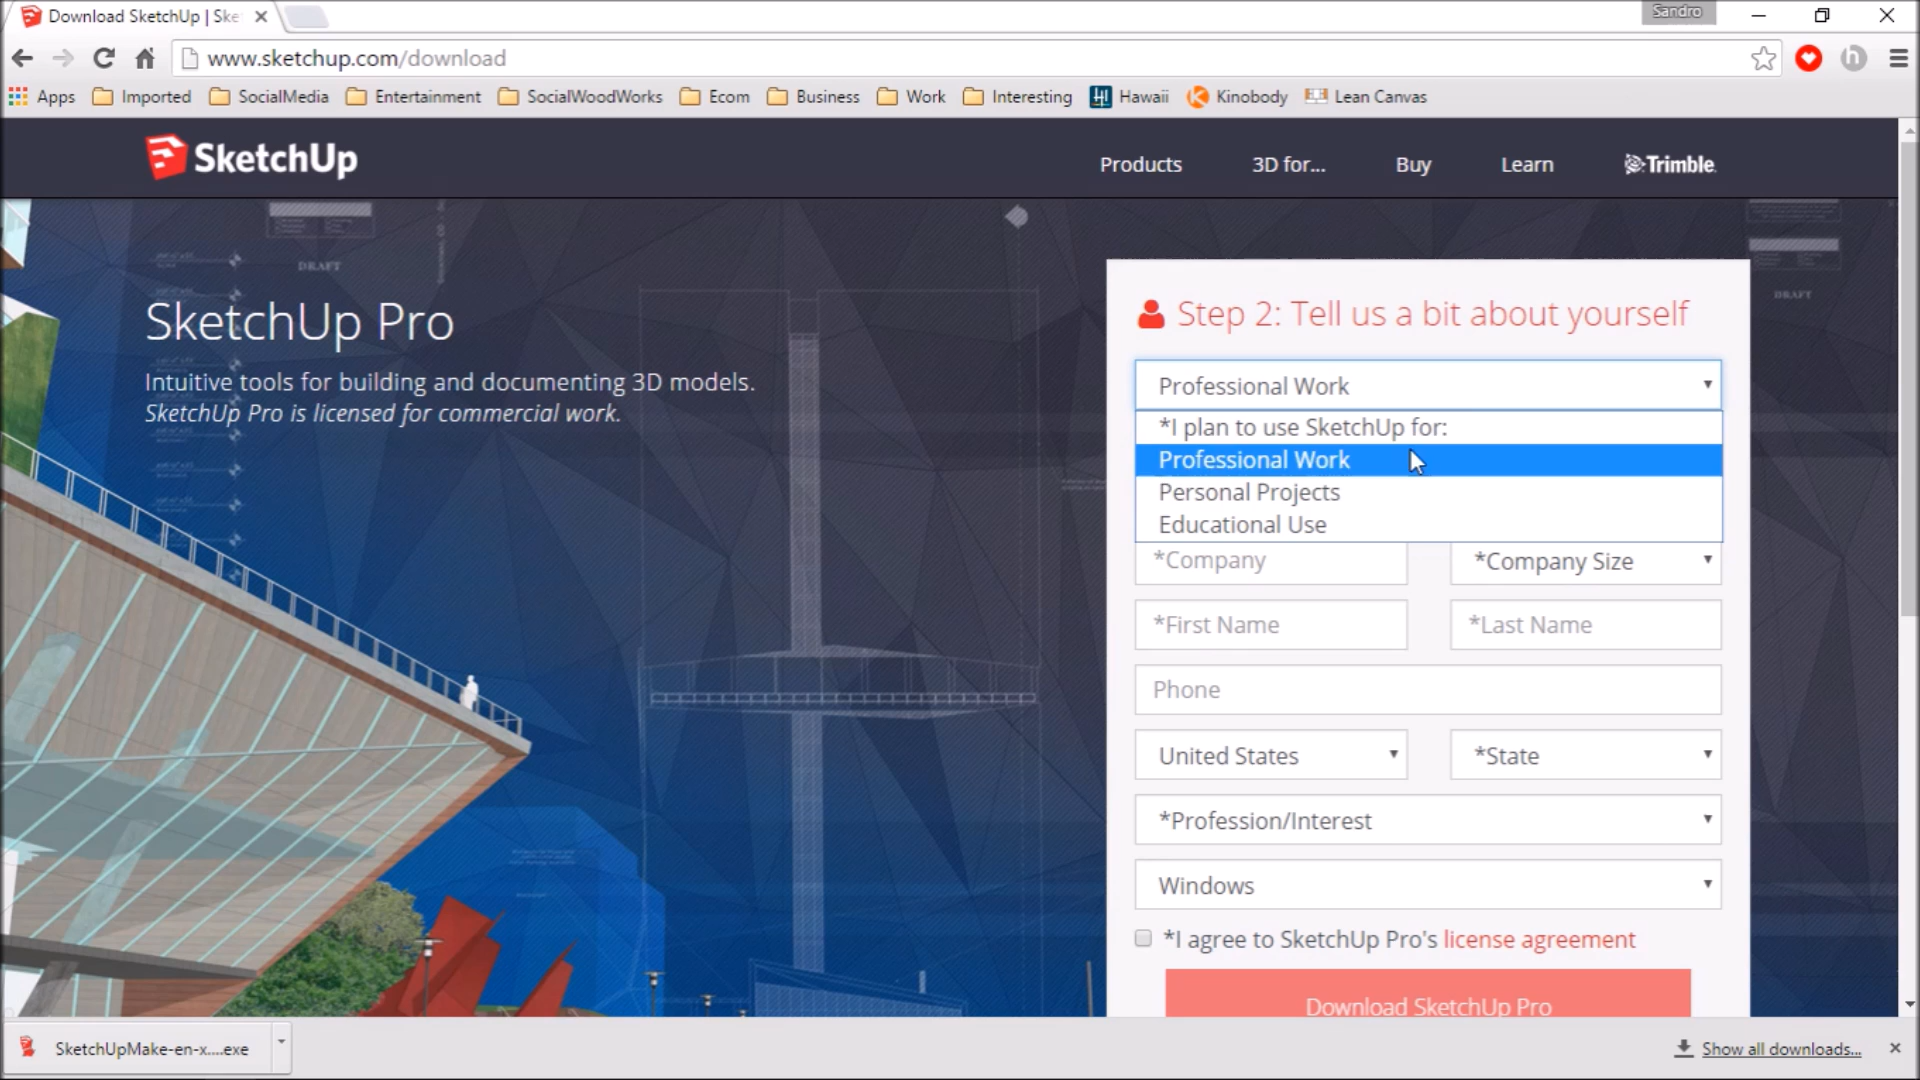 Download SketchUp | Ske
Sandro
www.sketchup.com/download
Apps
Imported
SocialMedia
Entertainment
SocialWoodWorks
Ecom
Business
Work
Interesting
Hawaii
Kinobody
Lean Canvas
SketchUp
Products
3D for...
Buy
Learn
Trimble
DRAFT
DRAFT
SketchUp Pro
Intuitive tools for building and documenting 3D models.
SketchUp Pro is licensed for commercial work.
Step 2: Tell us a bit about yourself
Professional Work
*I plan to use SketchUp for:
Professional Work
Personal Projects
Educational Use
*Company
*Company Size
*First Name
*Last Name
Phone
United States
*State
*Profession/Interest
Windows
*I agree to SketchUp Pro's license agreement
Download SketchUp Pro
SketchUpMake-en-x....exe
Show all downloads...